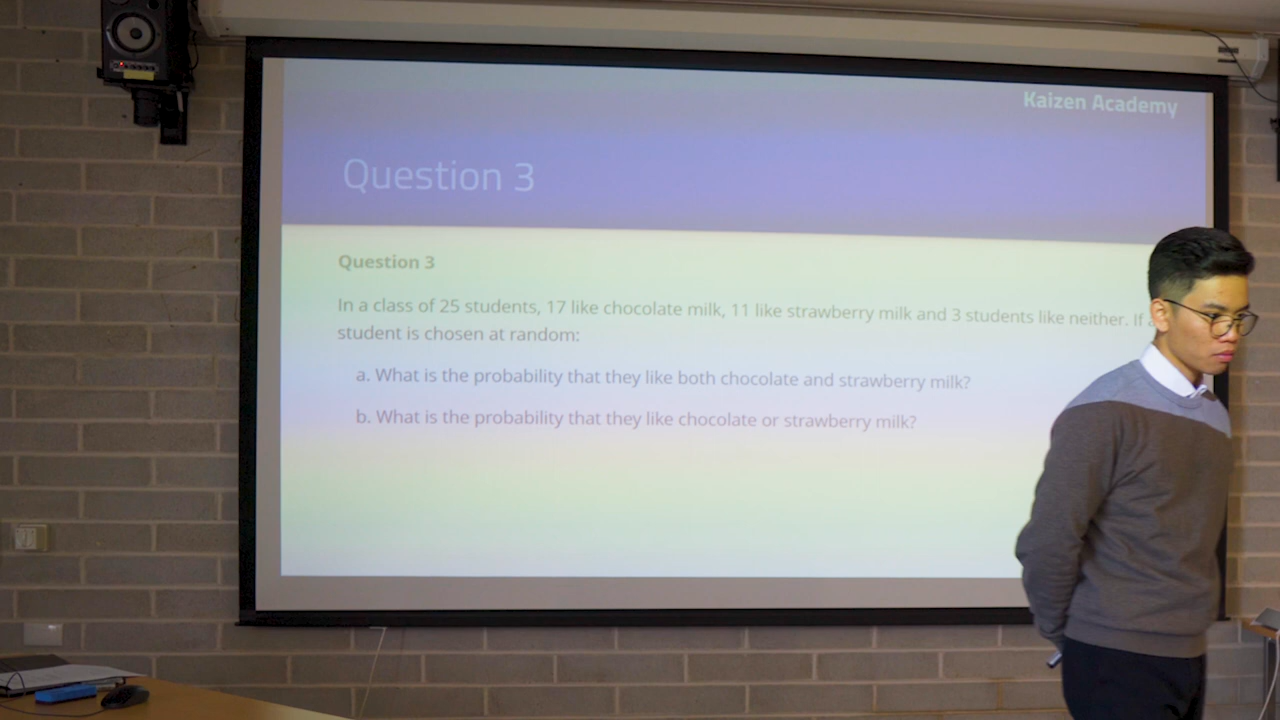 Kaizen Academy
Question 3
Question 3
In a class of 25 students, 17 like chocolate milk, 11 like strawberry milk and 3 students like neither. If
student is chosen at random:
a. What is the probability that they like both chocolate and strawberry milk?
b. What is the probability that they like chocolate or strawberry milk?